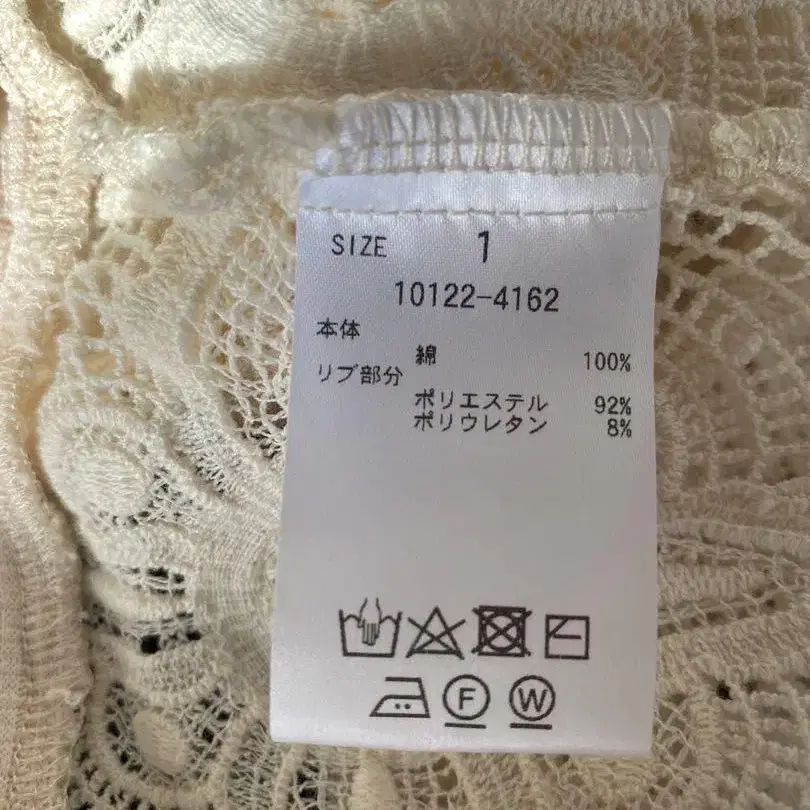 SIZE 1
10122-4162
本体
綿 100%
リブ部分
ポリエステル 92%
ポリウレタン 8%
F W